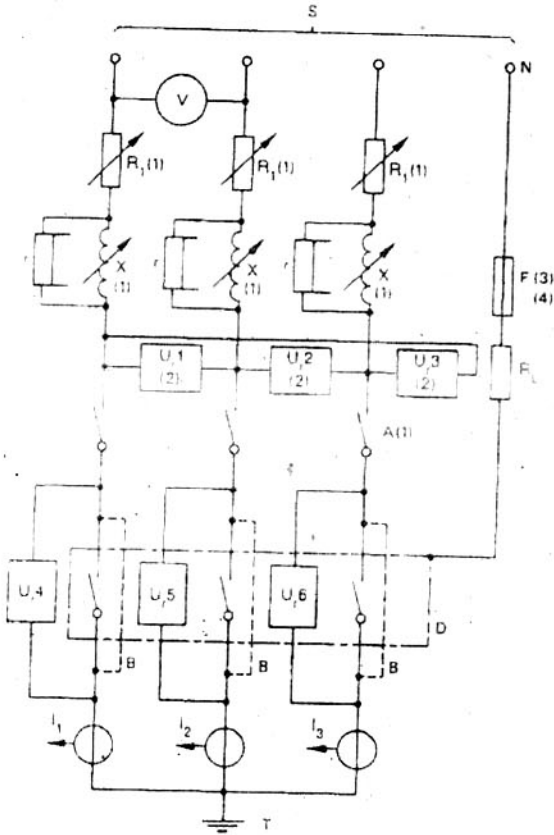 S
N
V
R₁(1) R₁(1) R₁(1)
r X r X r X
(1) (1) (1)
F(3)
(4)
Uᵣ1 Uᵣ2 Uᵣ3
(2) (2) (2)
R_L
A(1)
Uᵣ4 Uᵣ5 Uᵣ6
D
B B B
I₁ I₂ I₃
T